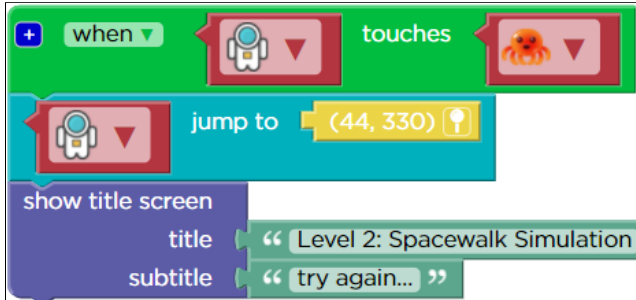 when ▼ ▼ touches ▼
▼ jump to (44, 330)
show title screen
title “ Level 2: Spacewalk Simulation
subtitle “ try again... ”